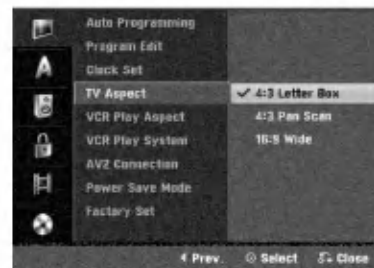 Auto Programming
Program Edit
Clock Set
TV Aspect
✓ 4:3 Letter Box
VCR Play Aspect
4:3 Pan Scan
VCR Play System
16:9 Wide
AV2 Connection
Power Save Mode
Factory Set
A
Prev.
Select
Close